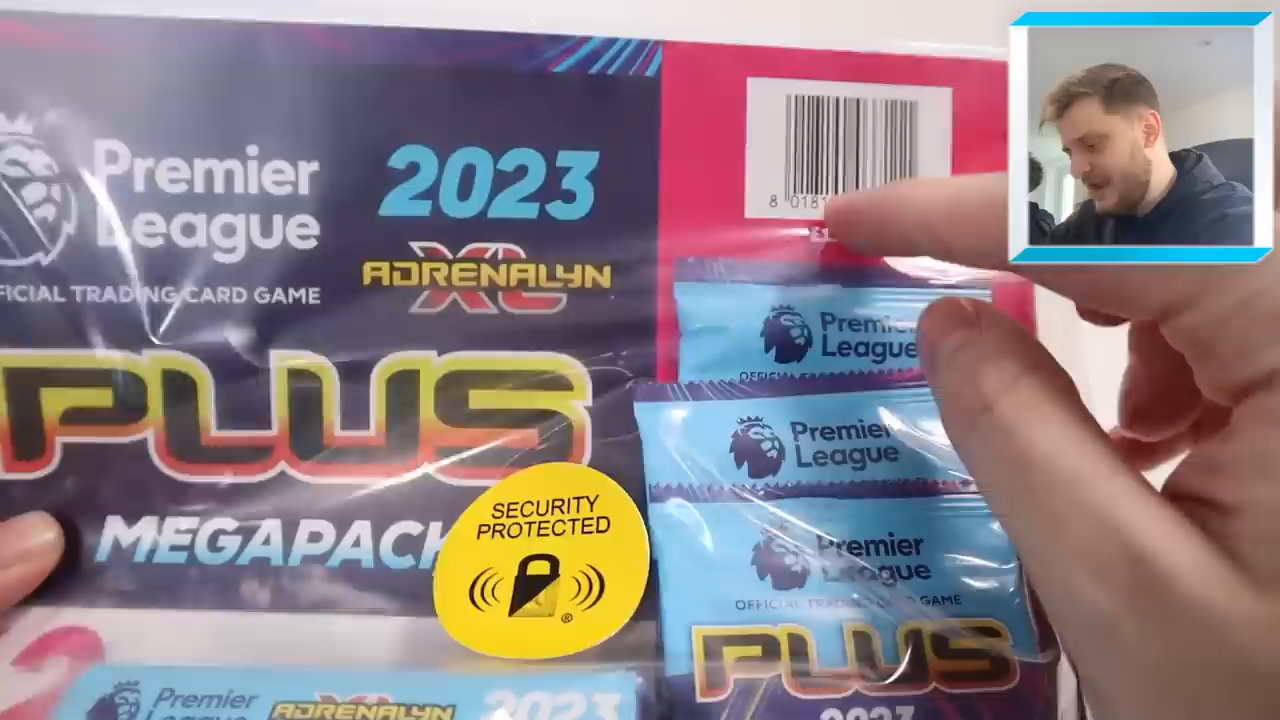 Premier
League
2023
ADRENALYN
XL
TRADING CARD GAME
PLUS
MEGAPACK
SECURITY
PROTECTED
®
Premier
League
Premier
League
Premier
League
OFFICIAL TRADING CARD GAME
PLUS
2023
Premier
League
ADRENALYN
2023